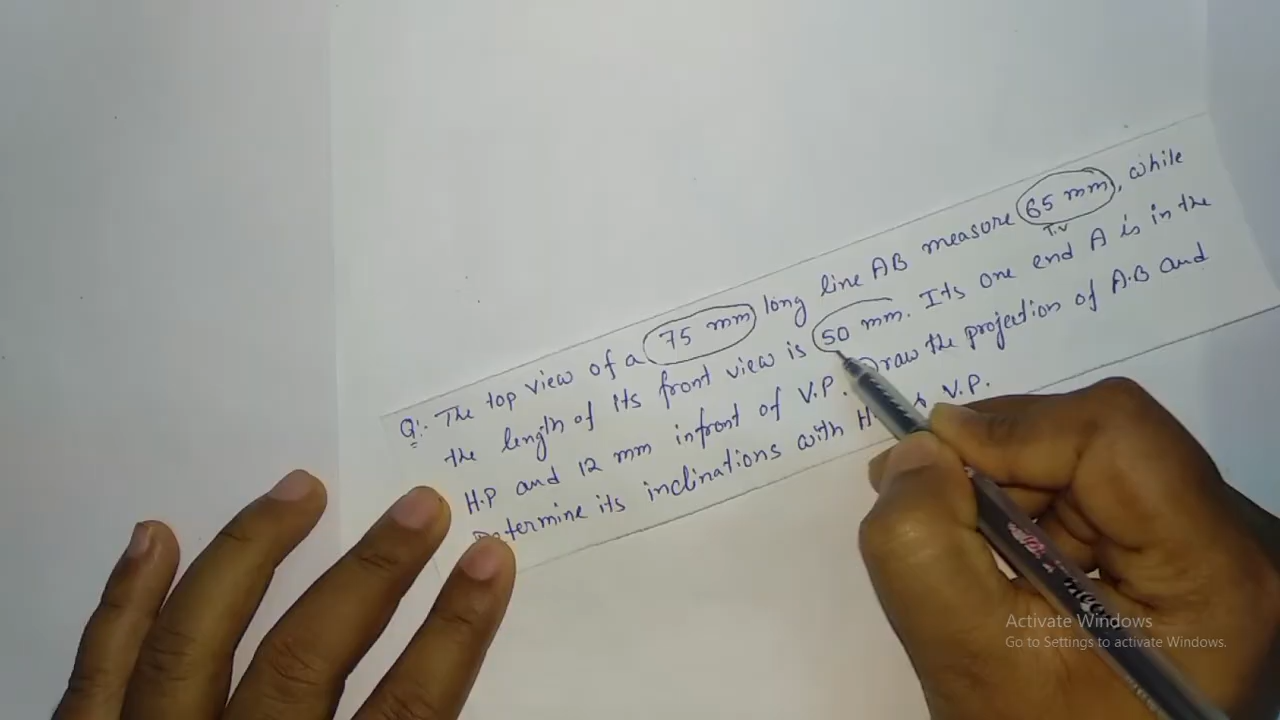 Q:- The top view of a 75 mm long line AB measure 65 mm, while
T.V
the length of its front view is 50 mm. Its one end A is in the
H.P and 12 mm infront of V.P. Draw the projection of A.B and
Determine its inclinations with V.P.
Activate Windows
Go to Settings to activate Windows.